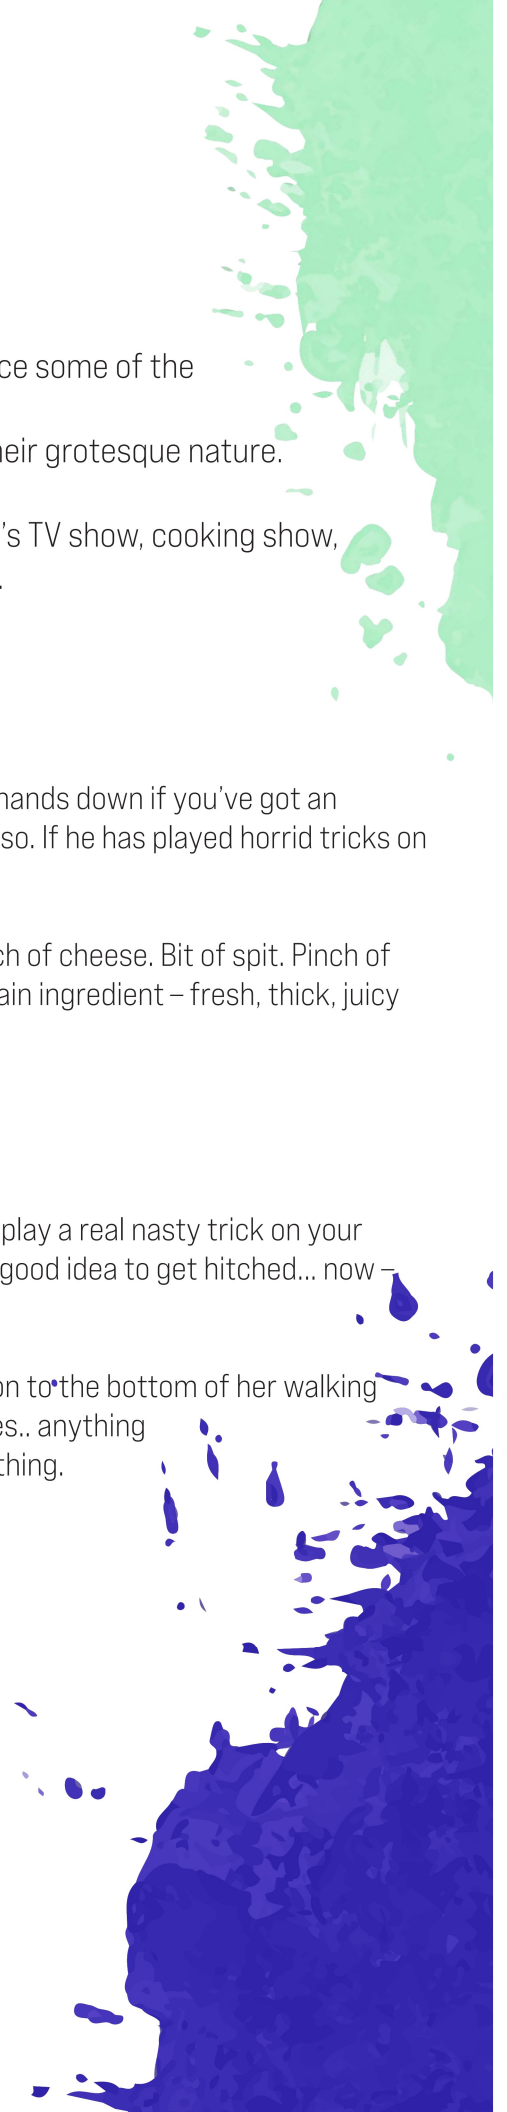 ce some of the
heir grotesque nature.
's TV show, cooking show,
.
hands down if you've got an
so. If he has played horrid tricks on
ch of cheese. Bit of spit. Pinch of
ain ingredient – fresh, thick, juicy
play a real nasty trick on your
good idea to get hitched... now –
on to the bottom of her walking
es.. anything
thing.